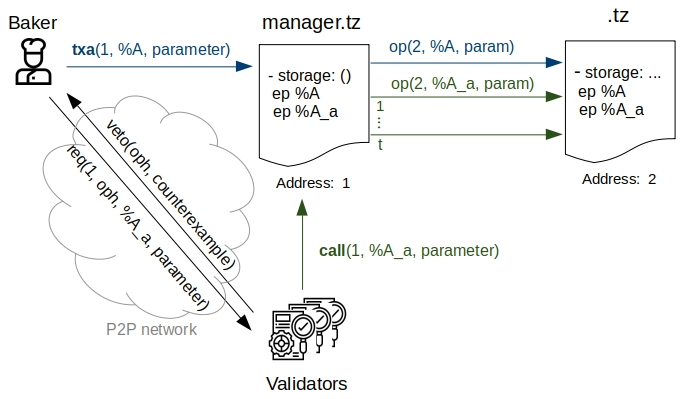 Baker
manager.tz
.tz
txa(1, %A, parameter)
op(2, %A, param)
- storage: ()
ep %A
ep %A_a
op(2, %A_a, param)
1
⋮
t
- storage: ...
ep %A
ep %A_a
Address: 1
Address: 2
veto(oph, counterexample)
req(1, oph, %A_a, parameter)
call(1, %A_a, parameter)
P2P network
Validators